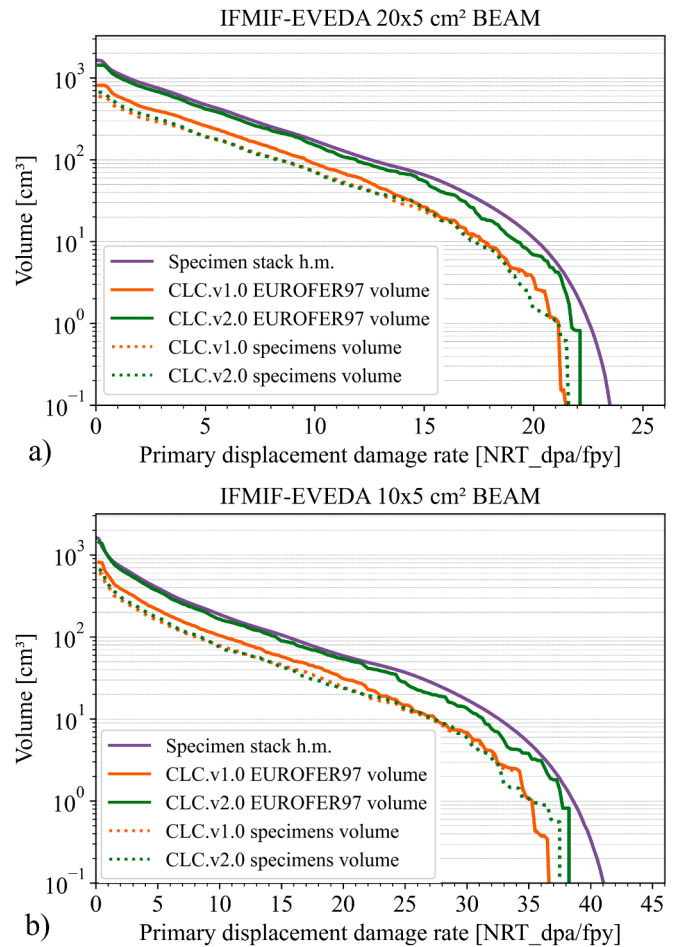 IFMIF-EVEDA 20x5 cm² BEAM
10³
10²
10¹
10⁰
10⁻¹
Volume [cm³]
Specimen stack h.m.
CLC.v1.0 EUROFER97 volume
CLC.v2.0 EUROFER97 volume
CLC.v1.0 specimens volume
CLC.v2.0 specimens volume
0 5 10 15 20 25
a)
Primary displacement damage rate [NRT_dpa/fpy]
IFMIF-EVEDA 10x5 cm² BEAM
10³
10²
10¹
10⁰
10⁻¹
Volume [cm³]
Specimen stack h.m.
CLC.v1.0 EUROFER97 volume
CLC.v2.0 EUROFER97 volume
CLC.v1.0 specimens volume
CLC.v2.0 specimens volume
0 5 10 15 20 25 30 35 40 45
b)
Primary displacement damage rate [NRT_dpa/fpy]